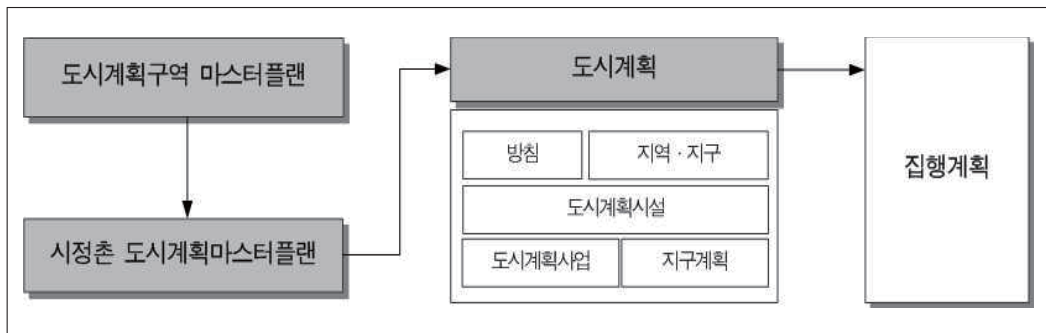 도시계획구역 마스터플랜
시정촌 도시계획마스터플랜
도시계획
방침
지역 · 지구
도시계획시설
도시계획사업
지구계획
집행계획